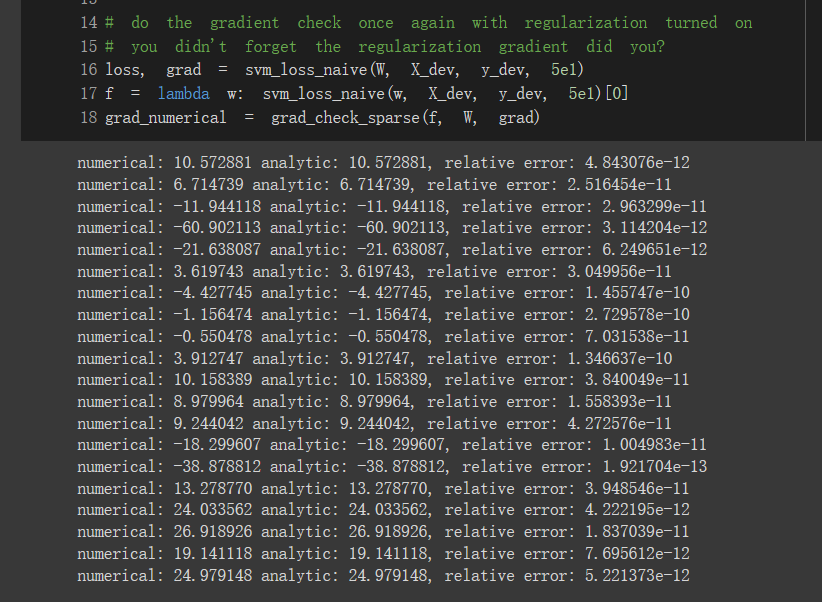 14 # do the gradient check once again with regularization turned on
15 # you didn't forget the regularization gradient did you?
16 loss, grad = svm_loss_naive(W, X_dev, y_dev, 5e1)
17 f = lambda w: svm_loss_naive(w, X_dev, y_dev, 5e1)[0]
18 grad_numerical = grad_check_sparse(f, W, grad)
numerical: 10.572881 analytic: 10.572881, relative error: 4.843076e-12
numerical: 6.714739 analytic: 6.714739, relative error: 2.516454e-11
numerical: -11.944118 analytic: -11.944118, relative error: 2.963299e-11
numerical: -60.902113 analytic: -60.902113, relative error: 3.114204e-12
numerical: -21.638087 analytic: -21.638087, relative error: 6.249651e-12
numerical: 3.619743 analytic: 3.619743, relative error: 3.049956e-11
numerical: -4.427745 analytic: -4.427745, relative error: 1.455747e-10
numerical: -1.156474 analytic: -1.156474, relative error: 2.729578e-10
numerical: -0.550478 analytic: -0.550478, relative error: 7.031538e-11
numerical: 3.912747 analytic: 3.912747, relative error: 1.346637e-10
numerical: 10.158389 analytic: 10.158389, relative error: 3.840049e-11
numerical: 8.979964 analytic: 8.979964, relative error: 1.558393e-11
numerical: 9.244042 analytic: 9.244042, relative error: 4.272576e-11
numerical: -18.299607 analytic: -18.299607, relative error: 1.004983e-11
numerical: -38.878812 analytic: -38.878812, relative error: 1.921704e-13
numerical: 13.278770 analytic: 13.278770, relative error: 3.948546e-11
numerical: 24.033562 analytic: 24.033562, relative error: 4.222195e-12
numerical: 26.918926 analytic: 26.918926, relative error: 1.837039e-11
numerical: 19.141118 analytic: 19.141118, relative error: 7.695612e-12
numerical: 24.979148 analytic: 24.979148, relative error: 5.221373e-12